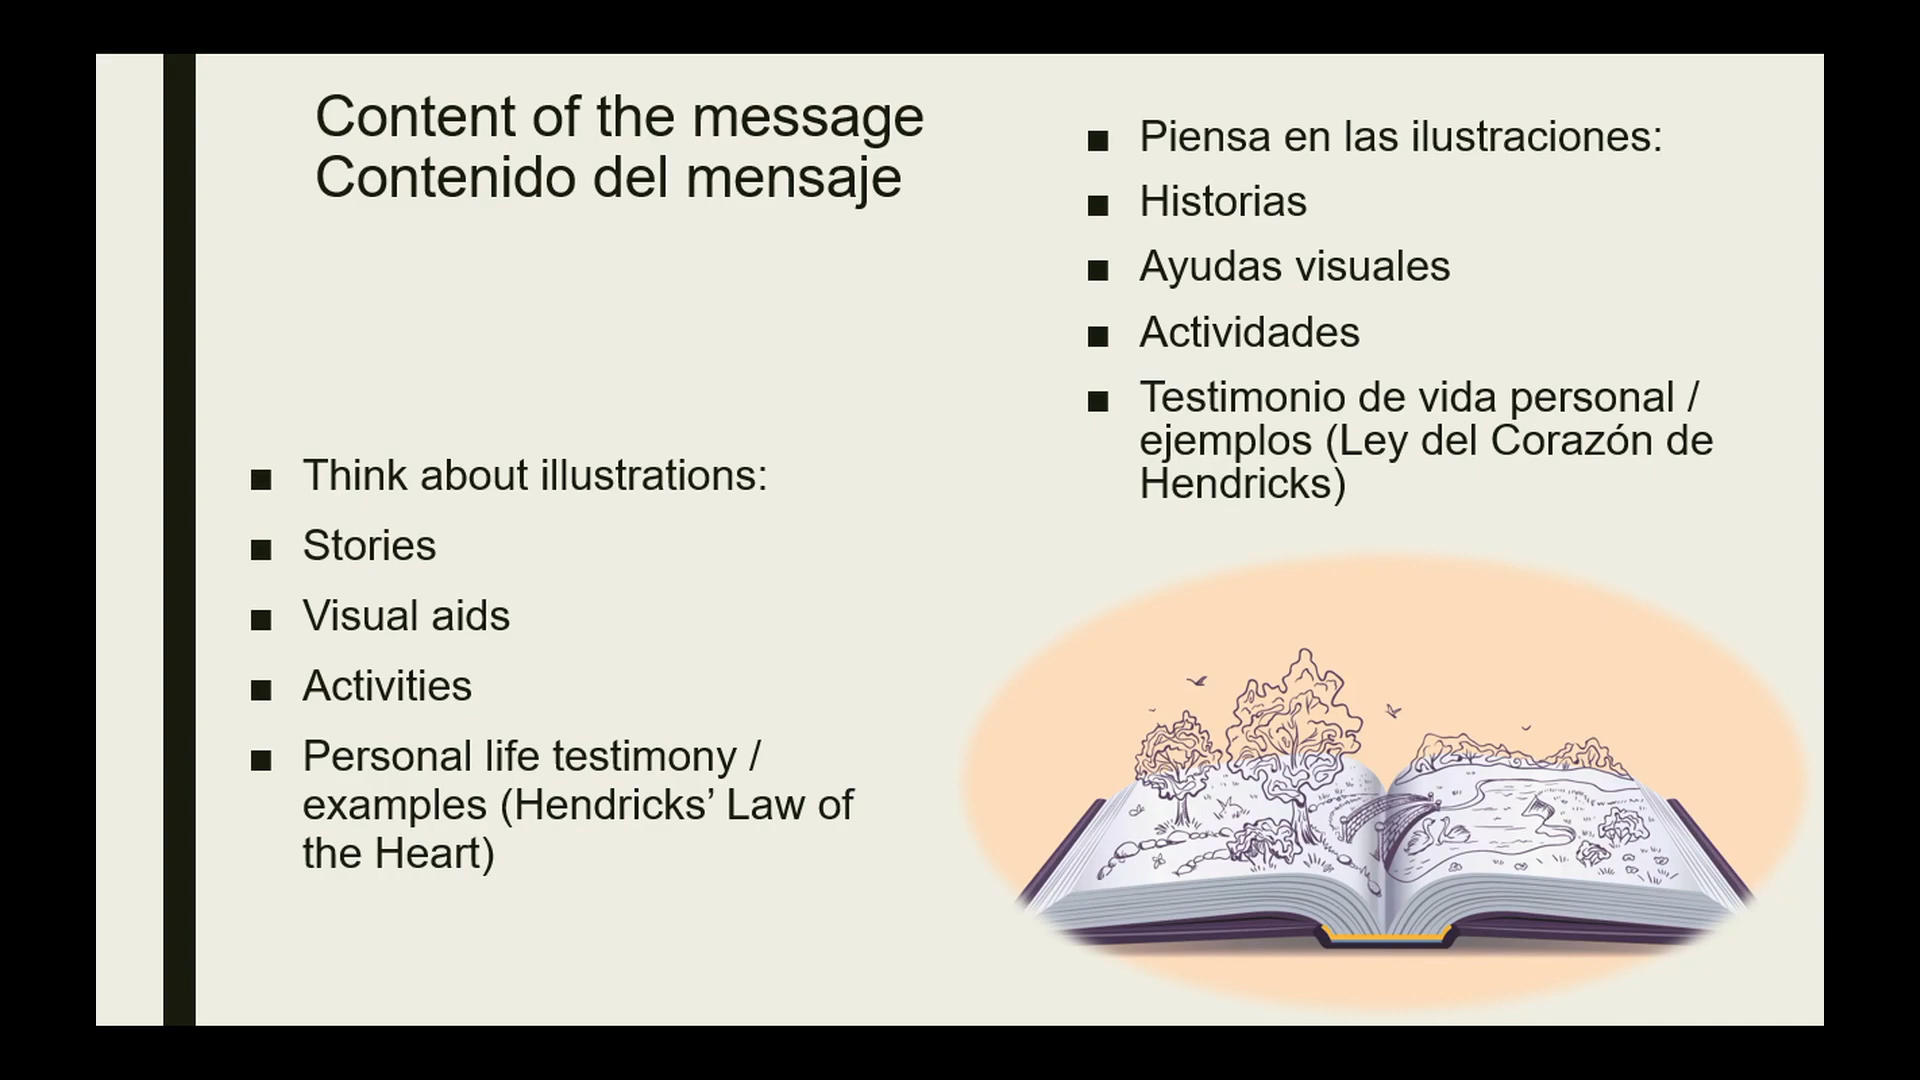 Content of the message
Contenido del mensaje
■ Think about illustrations:
■ Stories
■ Visual aids
■ Activities
■ Personal life testimony /
examples (Hendricks’ Law of
the Heart)
■ Piensa en las ilustraciones:
■ Historias
■ Ayudas visuales
■ Actividades
■ Testimonio de vida personal /
ejemplos (Ley del Corazón de
Hendricks)